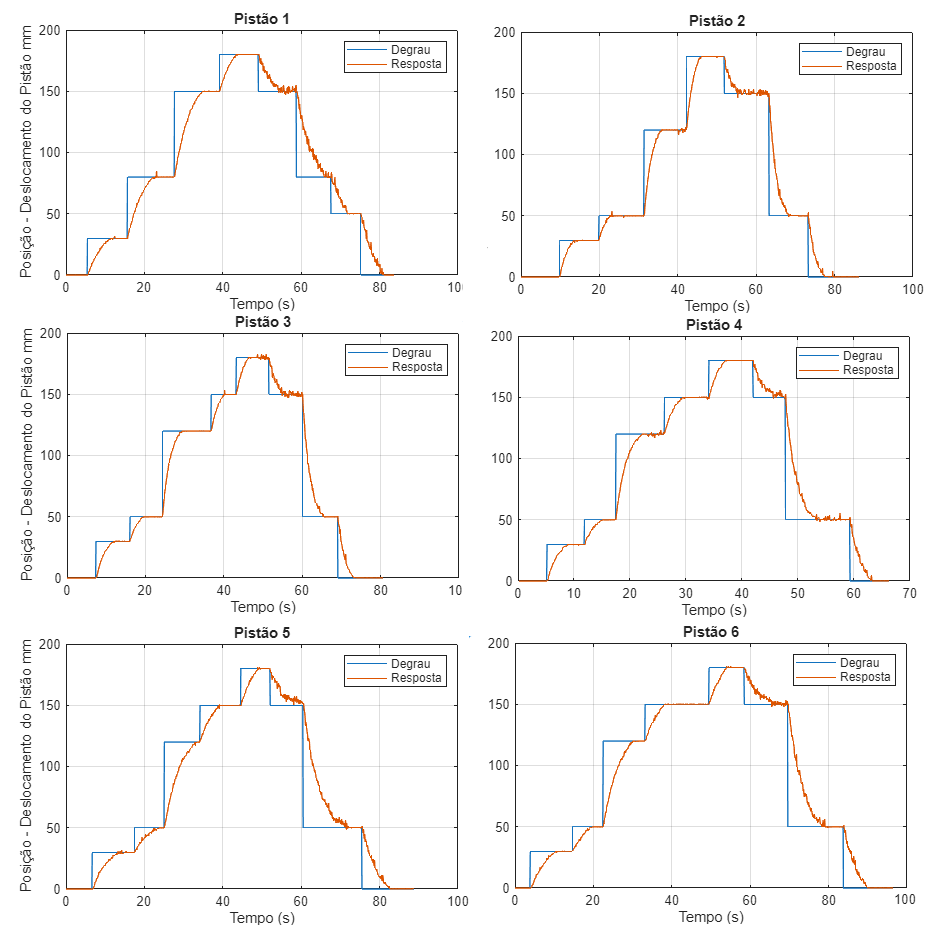 Pistão 1
Posição - Deslocamento do Pistão mm
200
150
100
50
0
0
20
40
60
80
10
Tempo (s)
Degrau
Resposta
Pistão 2
200
150
100
50
0
0
20
40
60
80
100
Tempo (s)
Degrau
Resposta
Pistão 3
Posição - Deslocamento do Pistão mm
200
150
100
50
0
0
20
40
60
80
10
Tempo (s)
Degrau
Resposta
Pistão 4
200
150
100
50
0
0
10
20
30
40
50
60
70
Tempo (s)
Degrau
Resposta
Pistão 5
Posição - Deslocamento do Pistão mm
200
150
100
50
0
0
20
40
60
80
100
Tempo (s)
Degrau
Resposta
Pistão 6
200
150
100
50
0
0
20
40
60
80
100
Tempo (s)
Degrau
Resposta